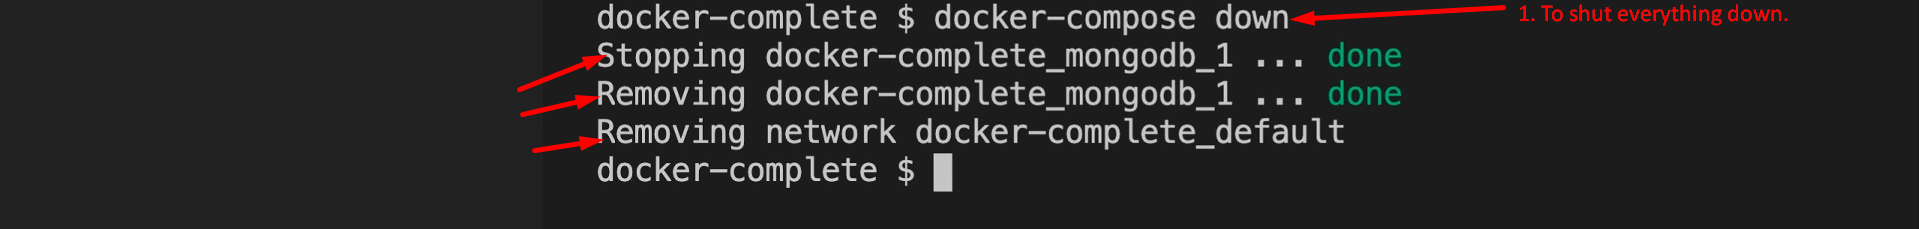 docker-complete $ docker-compose down
1. To shut everything down.
Stopping docker-complete_mongodb_1 ... done
Removing docker-complete_mongodb_1 ... done
Removing network docker-complete_default
docker-complete $